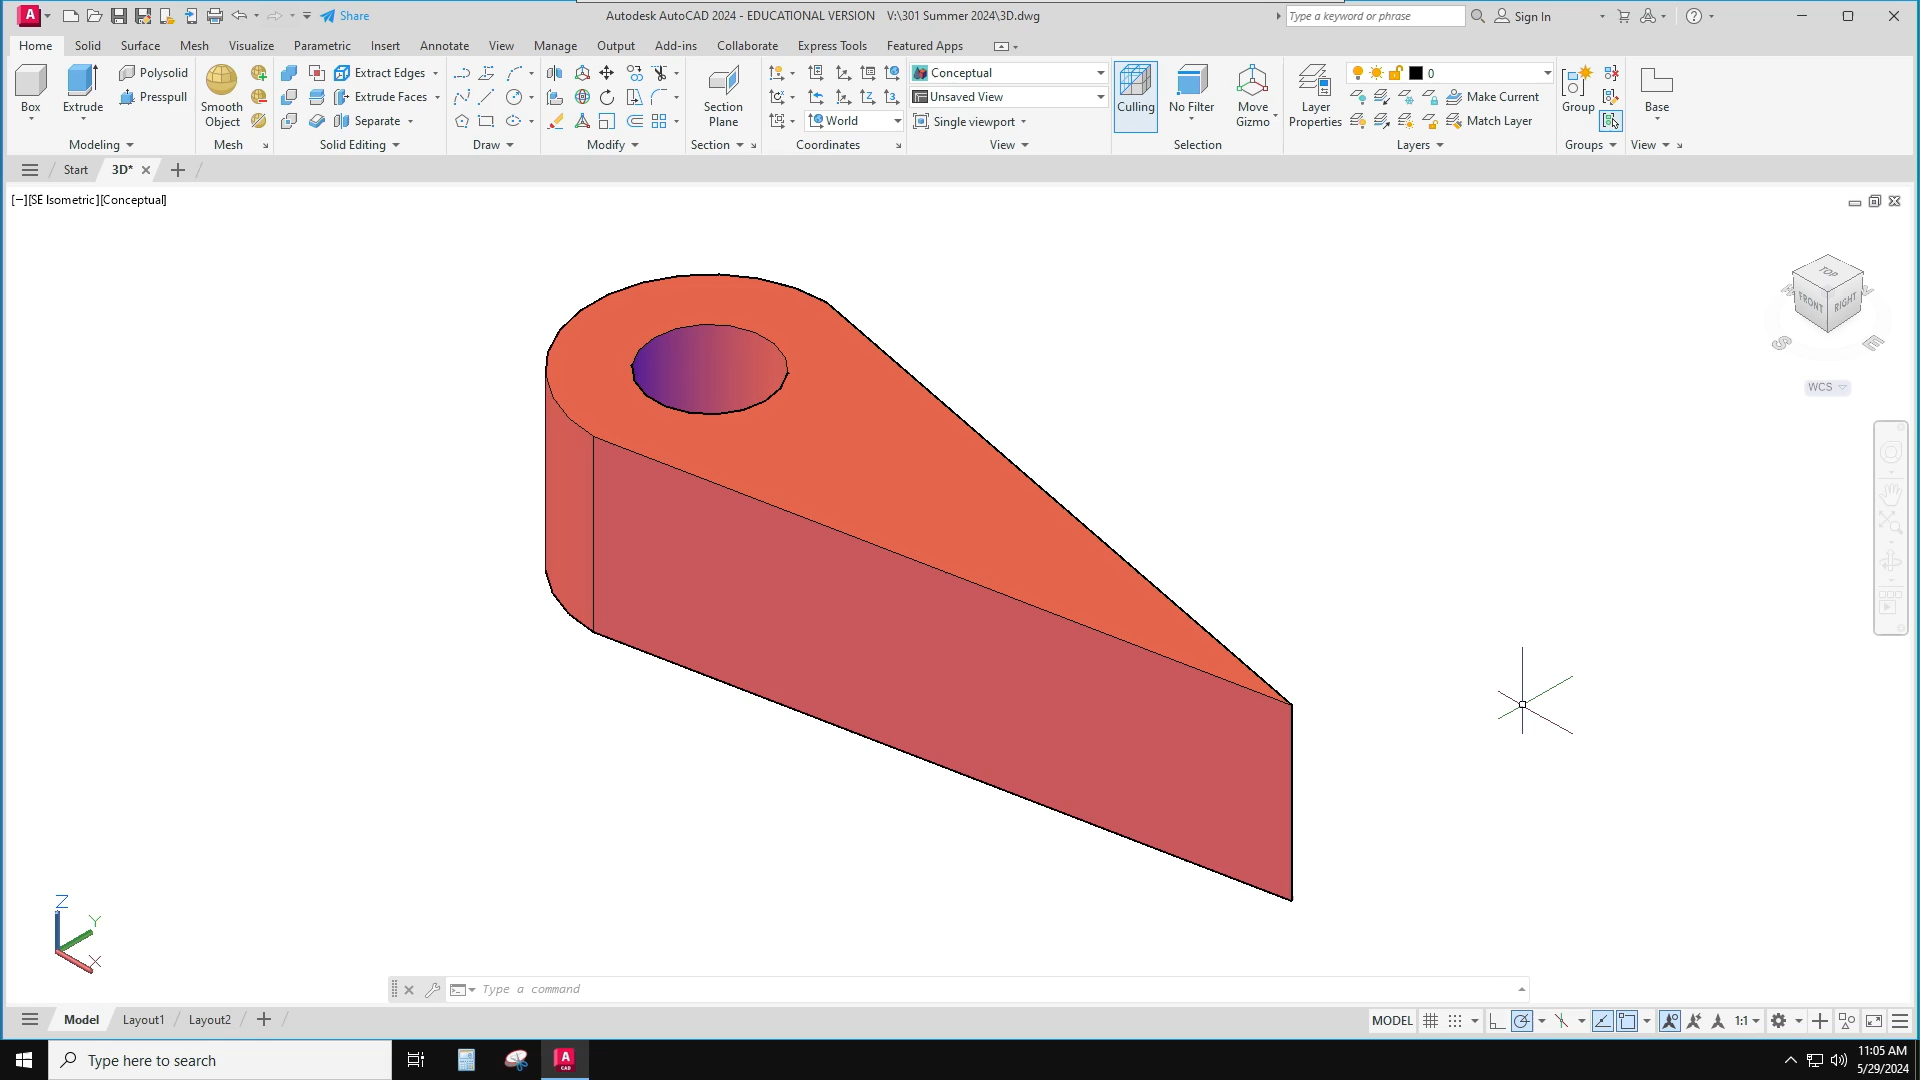 A Share Autodesk AutoCAD 2024 - EDUCATIONAL VERSION V:\301 Summer 2024\3D.dwg Type a keyword or phrase Sign In
Home Solid Surface Mesh Visualize Parametric Insert Annotate View Manage Output Add-ins Collaborate Express Tools Featured Apps
Box
Extrude
Polysolid
Presspull
Modeling
Smooth
Object
Mesh
Extract Edges
Extrude Faces
Separate
Solid Editing
Draw
Modify
Section
Plane
Section
World
Coordinates
Conceptual
Unsaved View
Single viewport
View
Culling
No Filter
Move
Gizmo
Selection
Layer
Properties
0
Make Current
Match Layer
Layers
Group
Groups
Base
View
Start 3D*
[−][SE Isometric][Conceptual]
TOP
FRONT RIGHT
S E
WCS
Z
Y
X
Type a command
Model Layout1 Layout2
MODEL 1:1
Type here to search
A
CAD
11:05 AM
5/29/2024